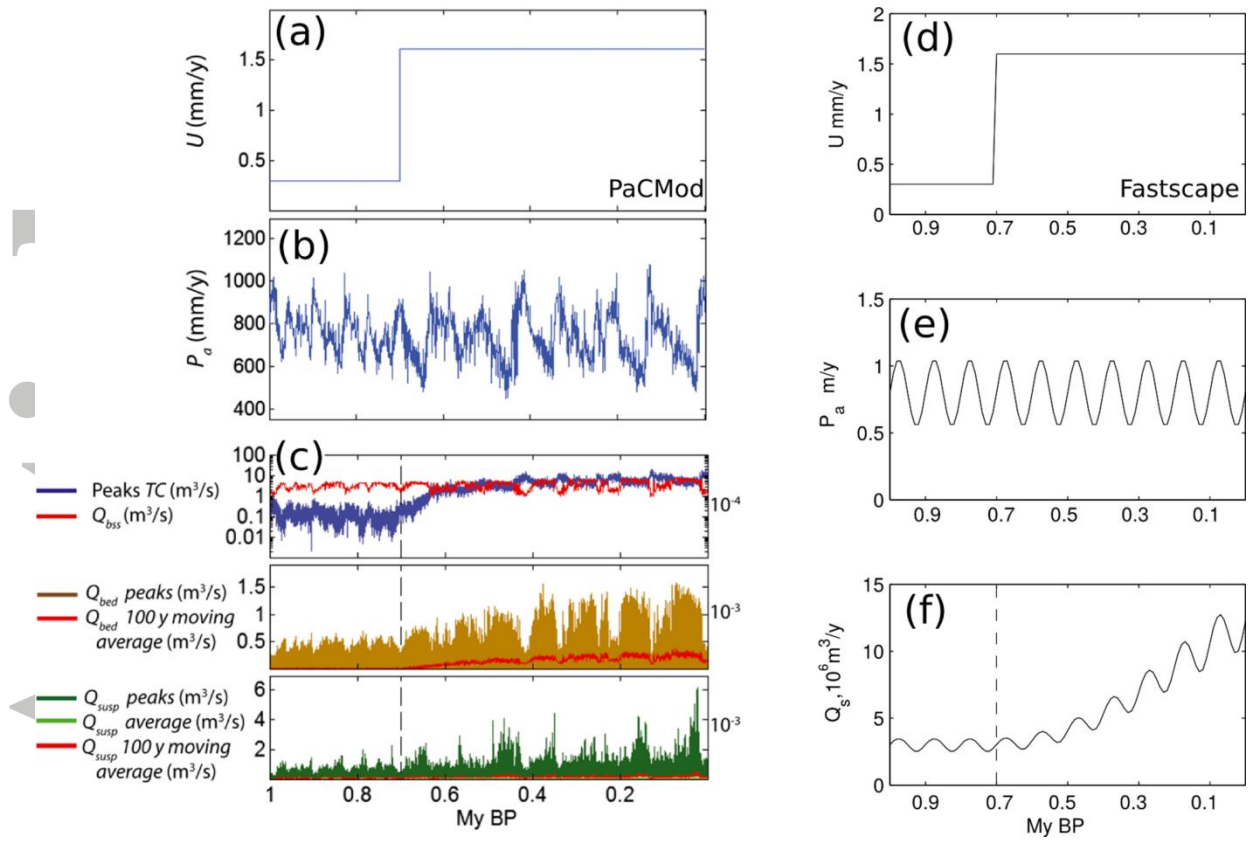 (a)
U (mm/y)
1.5
1
0.5
PaCMod
(b)
P_a (mm/y)
1200
1000
800
600
400
(c)
Peaks TC (m³/s)
Q_bss (m³/s)
100
10
1
0.1
0.01
10⁻⁴
Q_bed peaks (m³/s)
Q_bed 100 y moving
average (m³/s)
1.5
1
0.5
10⁻³
Q_susp peaks (m³/s)
Q_susp average (m³/s)
Q_susp 100 y moving
average (m³/s)
6
4
2
10⁻³
1 0.8 0.6 0.4 0.2
My BP
(d)
U mm/y
2
1.5
1
0.5
0
Fastscape
0.9 0.7 0.5 0.3 0.1
(e)
P_a m/y
1.5
1
0.5
0
0.9 0.7 0.5 0.3 0.1
(f)
Q_s, 10⁶ m³/y
15
10
5
0
0.9 0.7 0.5 0.3 0.1
My BP